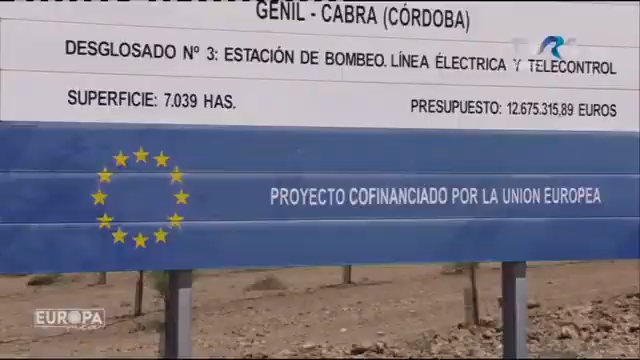 GENIL - CABRA (CÓRDOBA)
DESGLOSADO Nº 3: ESTACIÓN DE BOMBEO. LÍNEA ELÉCTRICA Y TELECONTROL
SUPERFICIE: 7.039 HAS.
PRESUPUESTO: 12.675.315,89 EUROS
PROYECTO COFINANCIADO POR LA UNION EUROPEA
EUROPA